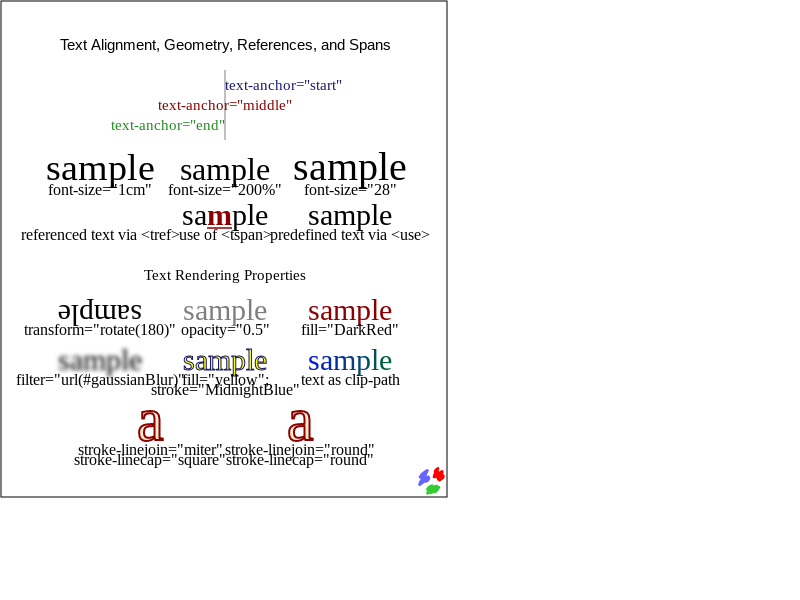 Text Alignment, Geometry, References, and Spans
text-anchor="start"
text-anchor="middle"
text-anchor="end"
sample sample sample
font-size="1cm" font-size="200%" font-size="28"
sample sample
referenced text via <tref> use of <tspan> predefined text via <use>
Text Rendering Properties
sample sample sample
transform="rotate(180)" opacity="0.5" fill="DarkRed"
sample sample sample
filter="url(#gaussianBlur)" fill="yellow"; text as clip-path
stroke="MidnightBlue"
a a
stroke-linejoin="miter" stroke-linejoin="round"
stroke-linecap="square" stroke-linecap="round"